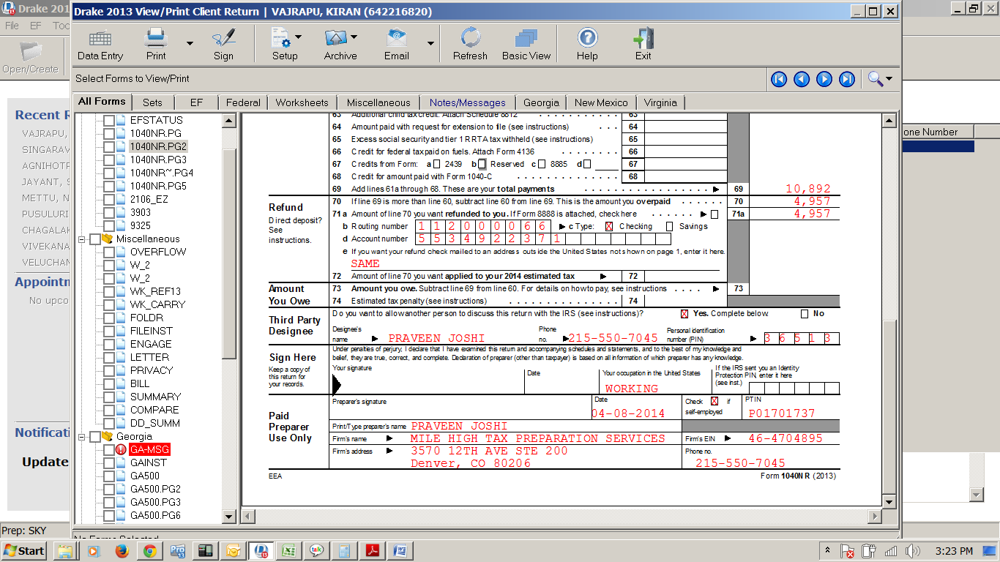 Drake 201
Drake 2013 View/Print Client Return | VAJRAPU, KIRAN (642216820)
File EF Too
Open/Create
Data Entry Print Sign Setup Archive Email Refresh Basic View Help Exit
Select Forms to View/Print
All Forms Sets EF Federal Worksheets Miscellaneous Notes/Messages Georgia New Mexico Virginia
Recent R
VAJRAPU,
SINGARAV
AGNIHOTR
JAYANT, S
METTU, N
PUSULURI
CHAGALAK
VIVEKANA
VELUCHAM
Appointm
No upco
Notificati
Update
Prep: SKY
EFSTATUS
1040NR.PG
1040NR.PG2
1040NR.PG3
1040NR~.PG4
1040NR.PG5
2106_EZ
3903
9325
Miscellaneous
OVERFLOW
W_2
W_2
WK_REF13
WK_CARRY
FOLDR
FILEINST
ENGAGE
LETTER
PRIVACY
BILL
SUMMARY
COMPARE
DD_SUMM
Georgia
GA-MSG
GAINST
GA500
GA500.PG2
GA500.PG3
GA500.PG6
63 Additional child tax credit. Attach Schedule 8812 63
64 Amount paid with request for extension to file (see instructions) 64
65 Excess social security and tier 1 RRTA tax withheld (see instructions) 65
66 Credit for federal tax paid on fuels. Attach Form 4136 66
67 Credits from Form: a 2439 b Reserved c 8885 d 67
68 Credit for amount paid with Form 1040-C 68
69 Add lines 61a through 68. These are your total payments 69 10,892
Refund
Direct deposit?
See
instructions.
70 If line 69 is more than line 60, subtract line 60 from line 69. This is the amount you overpaid 70 4,957
71a Amount of line 70 you want refunded to you. If Form 8888 is attached, check here 71a 4,957
b Routing number 1 1 2 0 0 0 0 6 6 c Type: X Checking Savings
d Account number 5 5 3 4 9 2 2 3 7 1
e If you want your refund check mailed to an address outside the United States not shown on page 1, enter it here.
SAME
72 Amount of line 70 you want applied to your 2014 estimated tax 72
Amount
You Owe
73 Amount you owe. Subtract line 69 from line 60. For details on how to pay, see instructions 73
74 Estimated tax penalty (see instructions) 74
Third Party
Designee
Do you want to allow another person to discuss this return with the IRS (see instructions)? X Yes. Complete below. No
Designee's
name PRAVEEN JOSHI
Phone
no. 215-550-7045
Personal identification
number (PIN) 3 6 5 1 3
Sign Here
Keep a copy of
this return for
your records.
Under penalties of perjury, I declare that I have examined this return and accompanying schedules and statements, and to the best of my knowledge and
belief, they are true, correct, and complete. Declaration of preparer (other than taxpayer) is based on all information of which preparer has any knowledge.
Your signature
Date
Your occupation in the United States
WORKING
If the IRS sent you an Identity
Protection PIN, enter it here
(see inst.)
Paid
Preparer
Use Only
Preparer's signature
Date
04-08-2014
Check X if
self-employed
PTIN
P01701737
Print/Type preparer's name PRAVEEN JOSHI
Firm's name MILE HIGH TAX PREPARATION SERVICES Firm's EIN 46-4704895
Firm's address 3570 12TH AVE STE 200 Phone no.
Denver, CO 80206 215-550-7045
EEA Form 1040NR (2013)
one Number
Start
3:23 PM